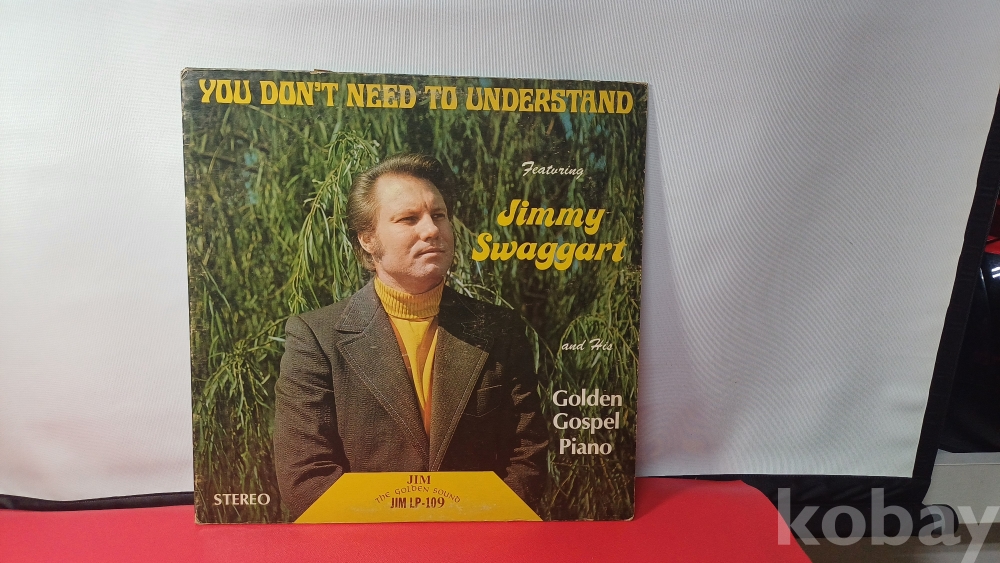 YOU DON'T NEED TO UNDERSTAND
Featuring
Jimmy
Swaggart
and His
Golden
Gospel
Piano
JIM
THE GOLDEN SOUND
JIM LP-109
STEREO
kobay